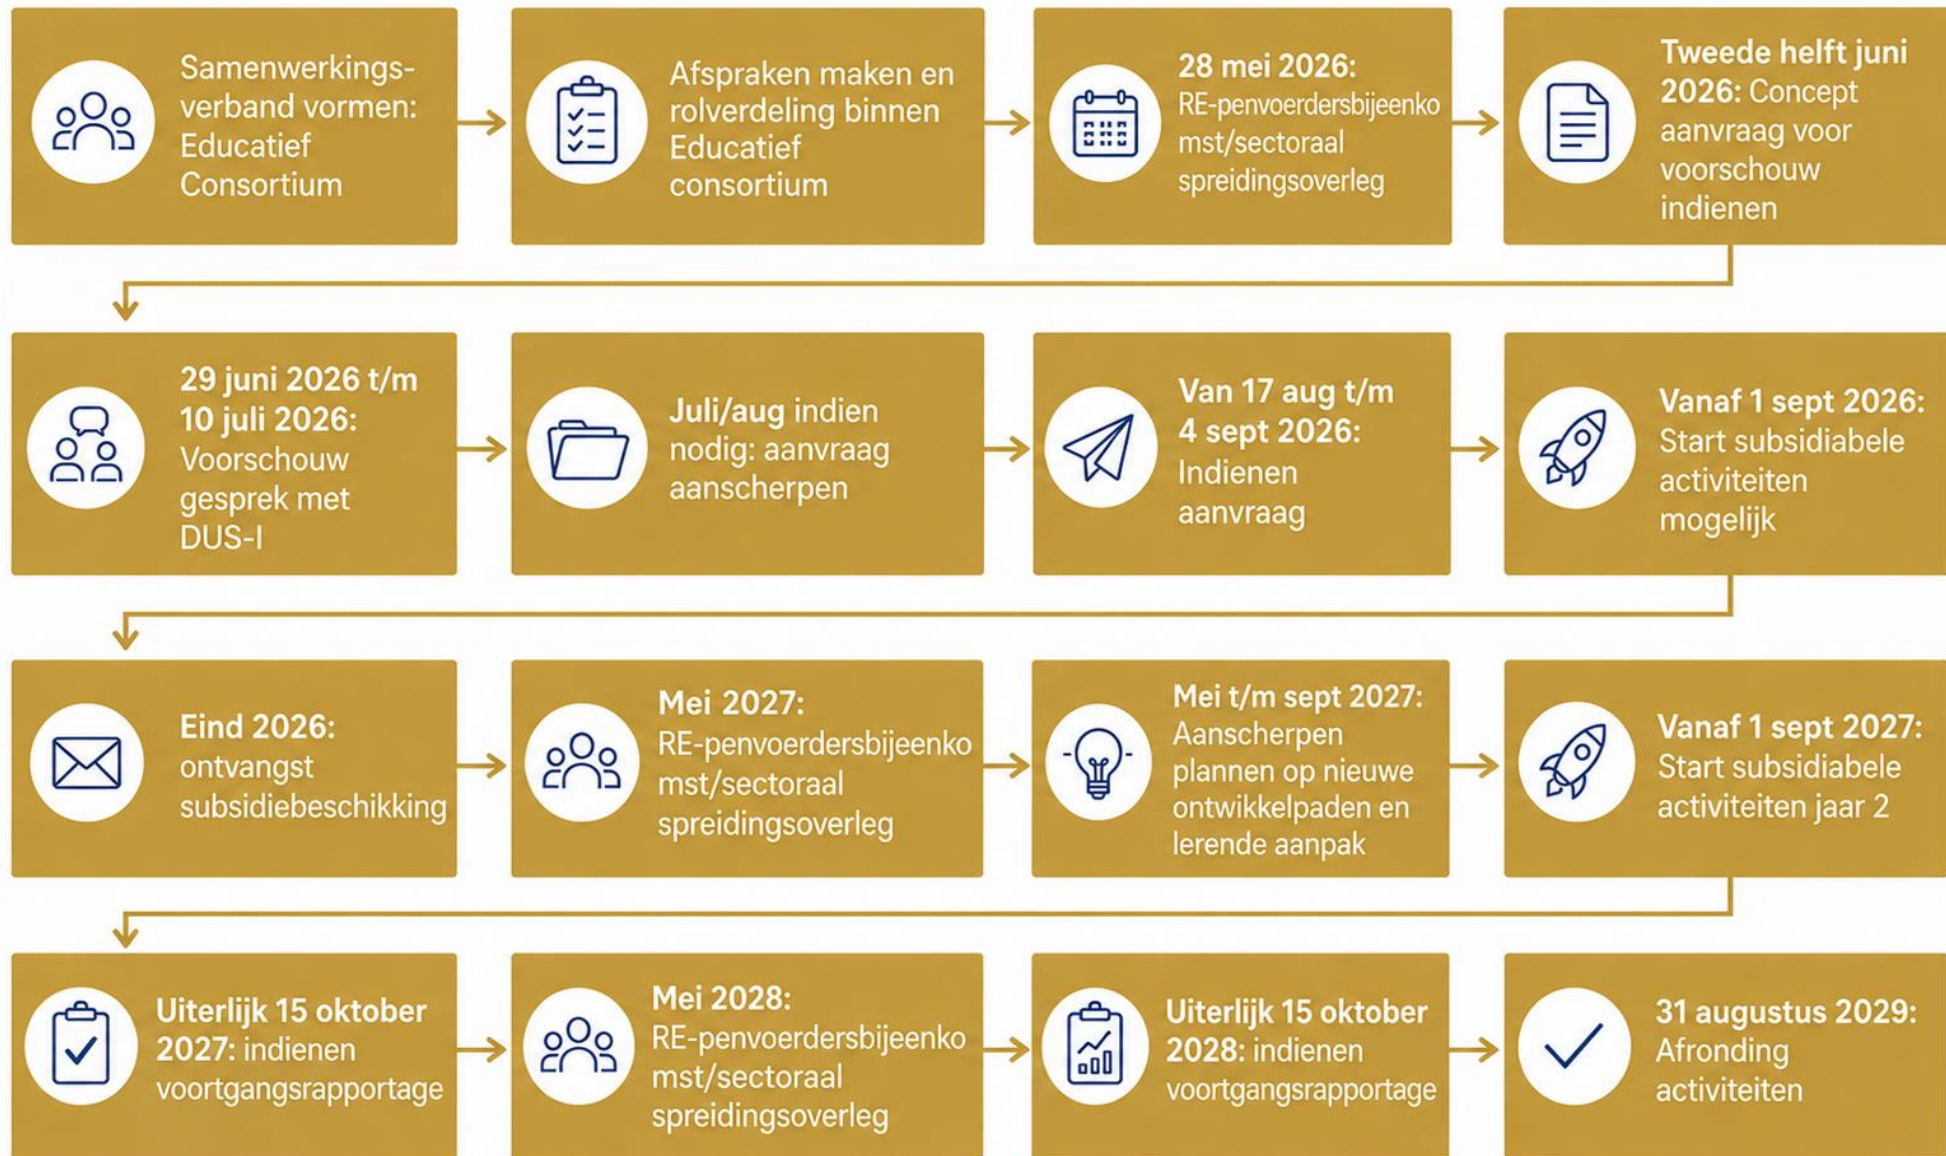 Samenwerkings-
verband vormen:
Educatief
Consortium
Afspraken maken en
rolverdeling binnen
Educatief
consortium
28 mei 2026:
RE-penvoerdersbijeenko
mst/sectoraal
spreidingsoverleg
Tweede helft juni
2026: Concept
aanvraag voor
voorschouw
indienen
29 juni 2026 t/m
10 juli 2026:
Voorschouw
gesprek met
DUS-I
Juli/aug indien
nodig: aanvraag
aanscherpen
Van 17 aug t/m
4 sept 2026:
Indienen
aanvraag
Vanaf 1 sept 2026:
Start subsidiabele
activiteiten
mogelijk
Eind 2026:
ontvangst
subsidiebeschikking
Mei 2027:
RE-penvoerdersbijeenko
mst/sectoraal
spreidingsoverleg
Mei t/m sept 2027:
Aanscherpen
plannen op nieuwe
ontwikkelpaden en
lerende aanpak
Vanaf 1 sept 2027:
Start subsidiabele
activiteiten jaar 2
Uiterlijk 15 oktober
2027: indienen
voortgangsrapportage
Mei 2028:
RE-penvoerdersbijeenko
mst/sectoraal
spreidingsoverleg
Uiterlijk 15 oktober
2028: indienen
voortgangsrapportage
31 augustus 2029:
Afronding
activiteiten